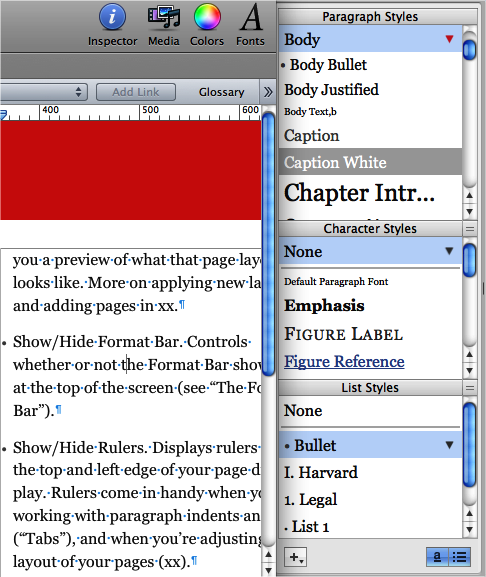 Inspector Media Colors Fonts
Add Link Glossary »
400 500 600
you a preview of what that page laye
looks like. More on applying new la
and adding pages in xx.¶
• Show/Hide Format Bar. Controls
whether or not the Format Bar show
at the top of the screen (see “The Fo
Bar”).¶
• Show/Hide Rulers. Displays rulers
the top and left edge of your page d
play. Rulers come in handy when yo
working with paragraph indents an
(“Tabs”), and when you’re adjusting
layout of your pages (xx).¶
Paragraph Styles
Body
• Body Bullet
Body Justified
Body Text,b
Caption
Caption White
Chapter Intr...
Character Styles
None
Default Paragraph Font
Emphasis
FIGURE LABEL
Figure Reference
List Styles
None
• Bullet
I. Harvard
1. Legal
· List 1
a